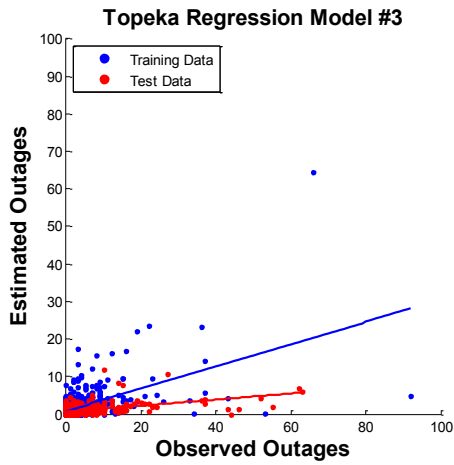 Topeka Regression Model #3
100
90
80
70
60
50
40
30
20
10
0
Estimated Outages
Training Data
Test Data
0 20 40 60 80 100
Observed Outages